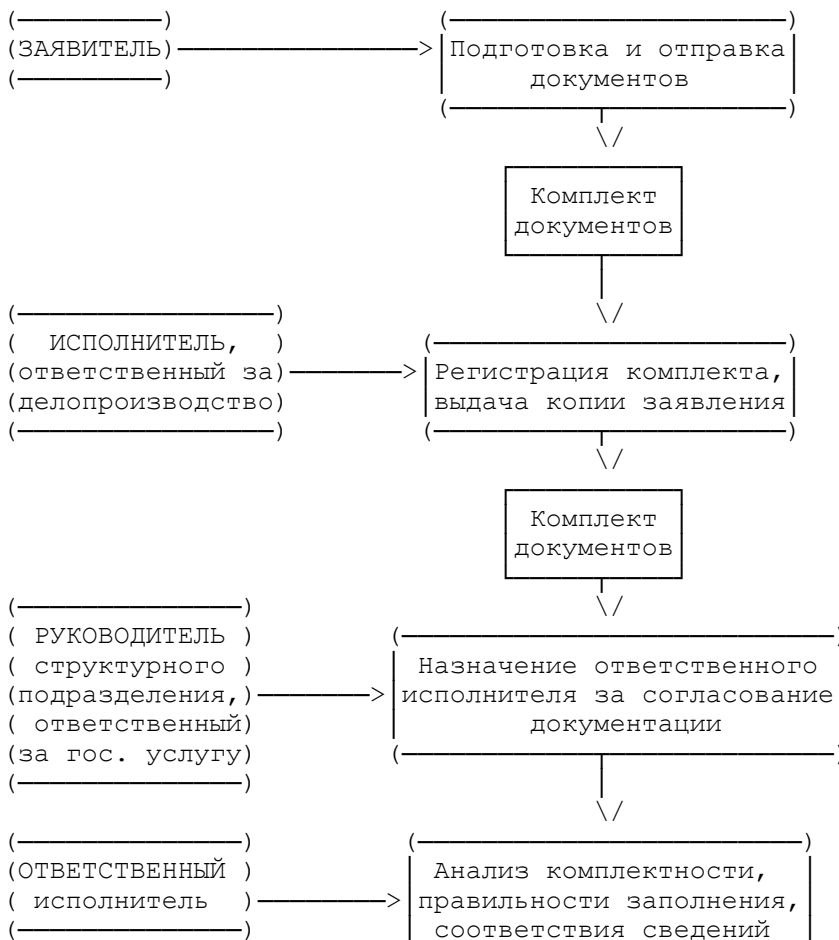 ЗАЯВИТЕЛЬ
Подготовка и отправка
документов
Комплект
документов
ИСПОЛНИТЕЛЬ,
ответственный за
делопроизводство
Регистрация комплекта,
выдача копии заявления
Комплект
документов
РУКОВОДИТЕЛЬ
структурного
подразделения,
ответственный
за гос. услугу
Назначение ответственного
исполнителя за согласование
документации
ОТВЕТСТВЕННЫЙ
исполнитель
Анализ комплектности,
правильности заполнения,
соответствия сведений